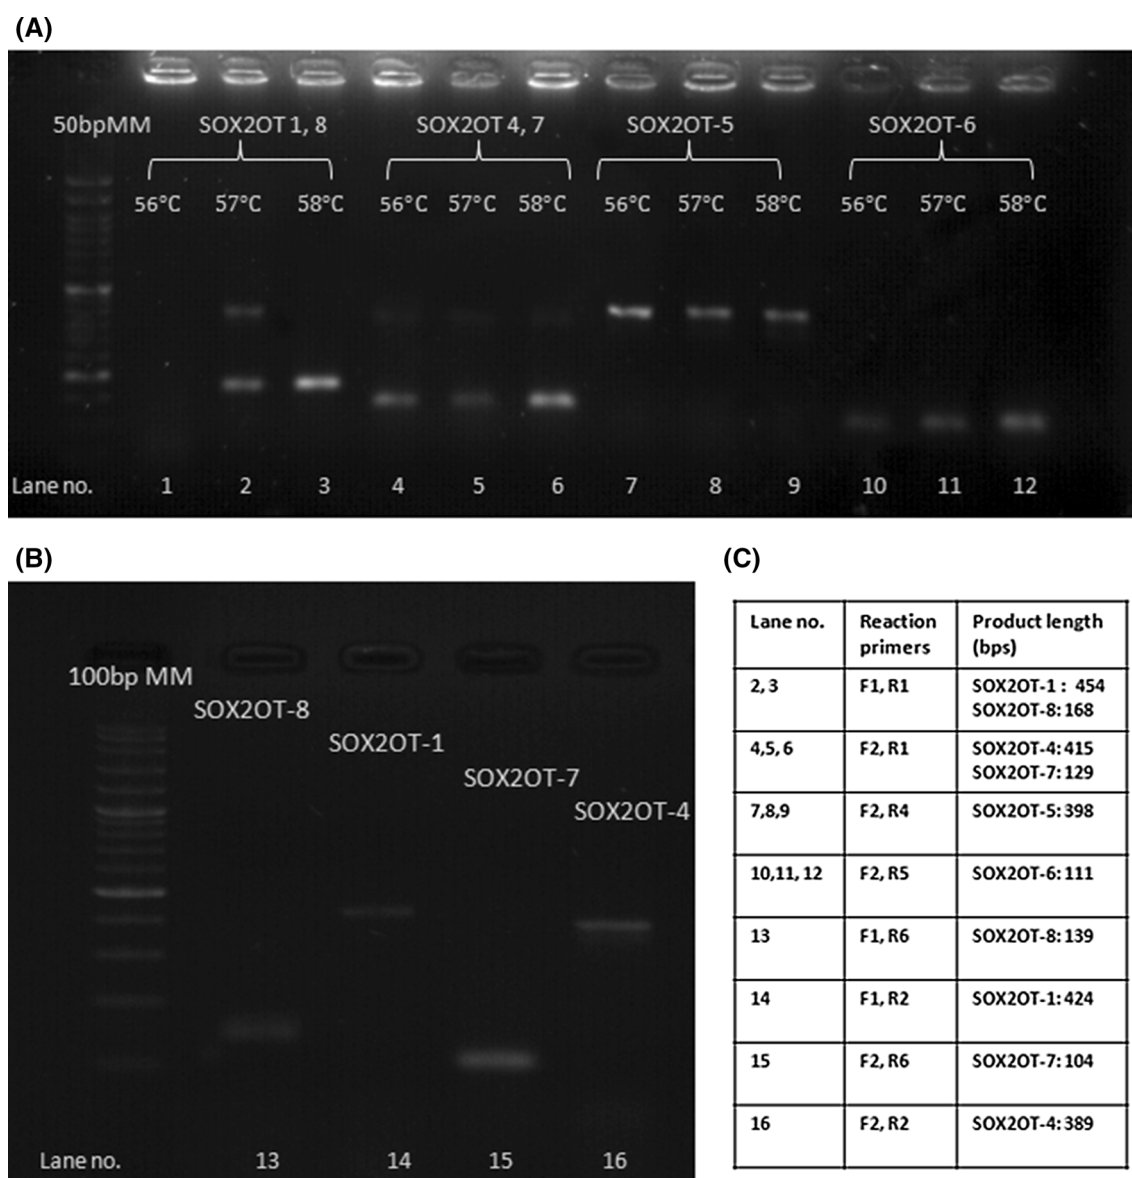 (A)
50bpMM SOX2OT 1, 8 SOX2OT 4, 7 SOX2OT-5 SOX2OT-6
56°C 57°C 58°C 56°C 57°C 58°C 56°C 57°C 58°C 56°C 57°C 58°C
Lane no. 1 2 3 4 5 6 7 8 9 10 11 12
(B)
100bp MM
SOX2OT-8
SOX2OT-1
SOX2OT-7
SOX2OT-4
Lane no. 13 14 15 16
(C)
Lane no. Reaction Product length
primers (bps)
2, 3 F1, R1 SOX2OT-1 : 454
SOX2OT-8: 168
4,5, 6 F2, R1 SOX2OT-4: 415
SOX2OT-7: 129
7,8,9 F2, R4 SOX2OT-5: 398
10,11, 12 F2, R5 SOX2OT-6: 111
13 F1, R6 SOX2OT-8: 139
14 F1, R2 SOX2OT-1: 424
15 F2, R6 SOX2OT-7: 104
16 F2, R2 SOX2OT-4: 389